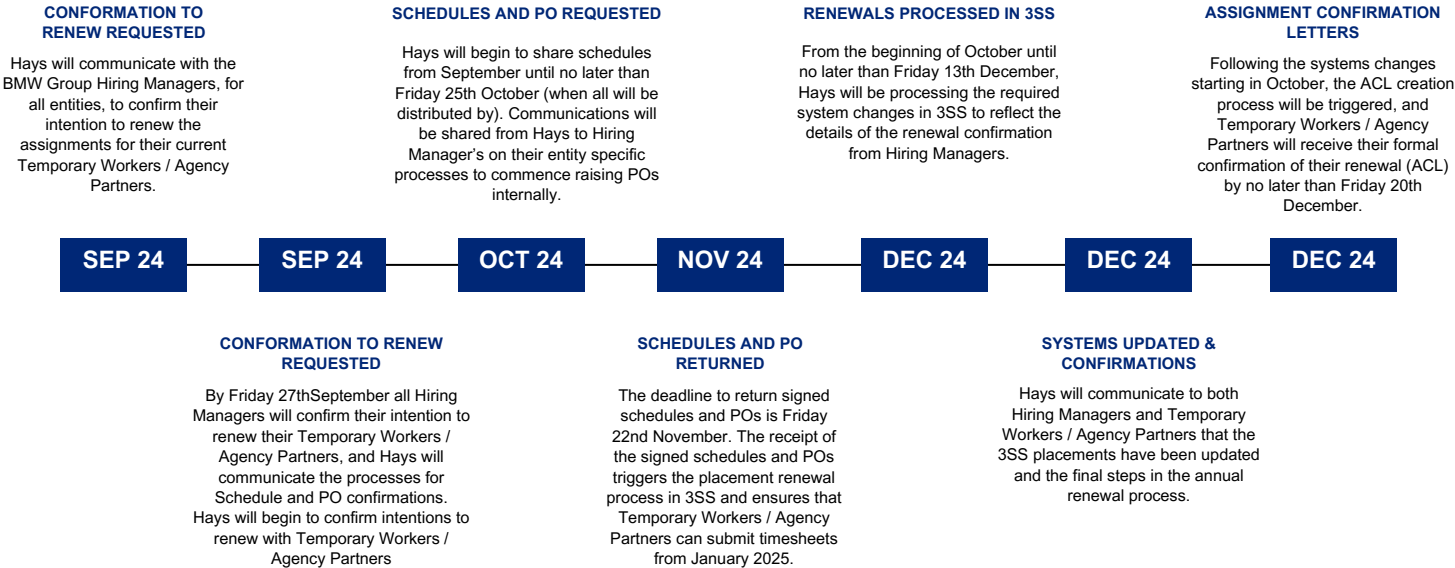 CONFORMATION TO
RENEW REQUESTED
Hays will communicate with the
BMW Group Hiring Managers, for
all entities, to confirm their
intention to renew the
assignments for their current
Temporary Workers / Agency
Partners.
SCHEDULES AND PO REQUESTED
Hays will begin to share schedules
from September until no later than
Friday 25th October (when all will be
distributed by). Communications will
be shared from Hays to Hiring
Manager's on their entity specific
processes to commence raising POs
internally.
RENEWALS PROCESSED IN 3SS
From the beginning of October until
no later than Friday 13th December,
Hays will be processing the required
system changes in 3SS to reflect the
details of the renewal confirmation
from Hiring Managers.
ASSIGNMENT CONFIRMATION
LETTERS
Following the systems changes
starting in October, the ACL creation
process will be triggered, and
Temporary Workers / Agency
Partners will receive their formal
confirmation of their renewal (ACL)
by no later than Friday 20th
December.
SEP 24
SEP 24
OCT 24
NOV 24
DEC 24
DEC 24
DEC 24
CONFORMATION TO RENEW
REQUESTED
By Friday 27thSeptember all Hiring
Managers will confirm their intention to
renew their Temporary Workers /
Agency Partners, and Hays will
communicate the processes for
Schedule and PO confirmations.
Hays will begin to confirm intentions to
renew with Temporary Workers /
Agency Partners
SCHEDULES AND PO
RETURNED
The deadline to return signed
schedules and POs is Friday
22nd November. The receipt of
the signed schedules and POs
triggers the placement renewal
process in 3SS and ensures that
Temporary Workers / Agency
Partners can submit timesheets
from January 2025.
SYSTEMS UPDATED &
CONFIRMATIONS
Hays will communicate to both
Hiring Managers and Temporary
Workers / Agency Partners that the
3SS placements have been updated
and the final steps in the annual
renewal process.